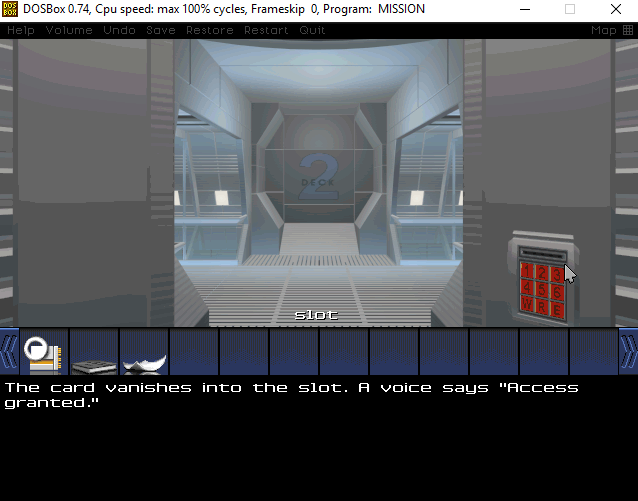 DOSBox 0.74, Cpu speed: max 100% cycles, Frameskip 0, Program: MISSION
Help Volume Undo Save Restore Restart Quit Map
2
DECK
1 2 3
4 5 6
W R E
slot
The card vanishes into the slot. A voice says "Access
granted."